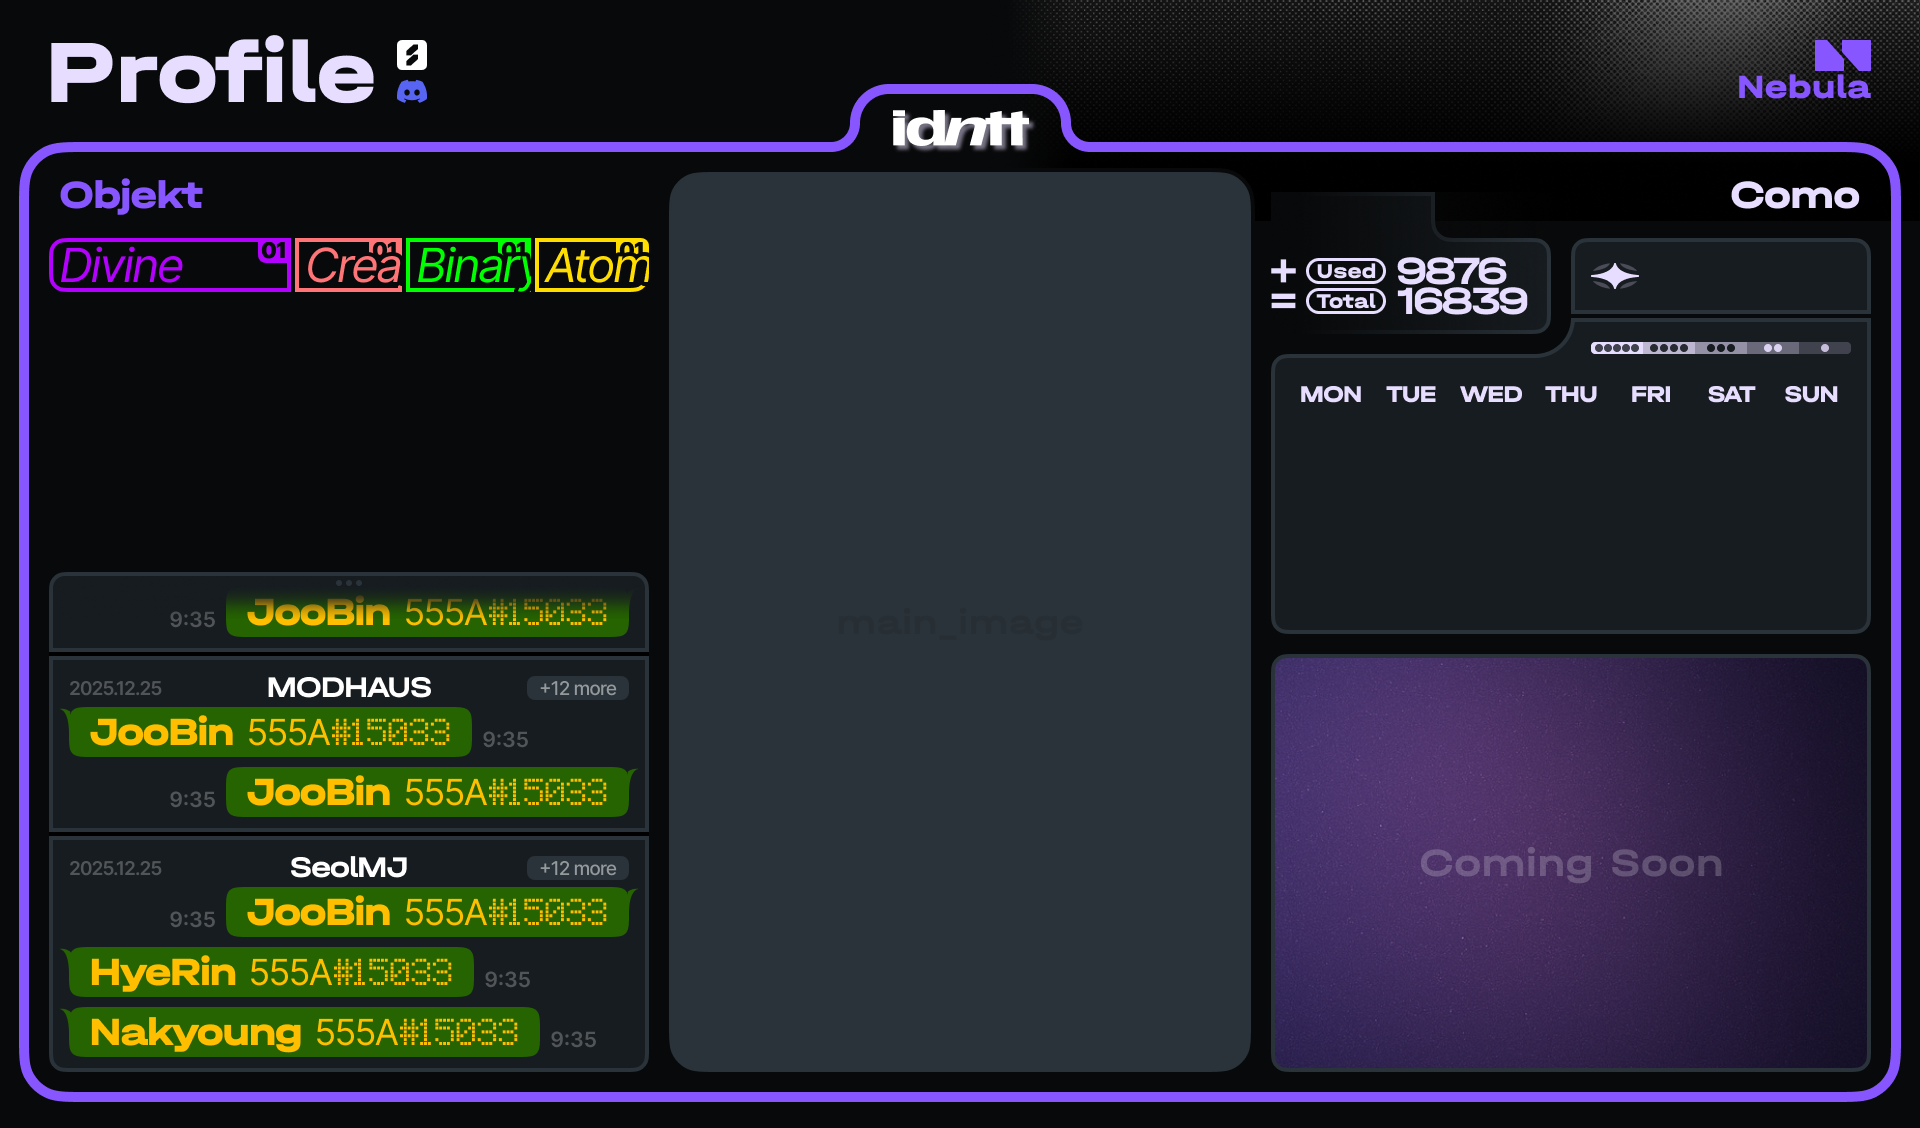 Profile
Nebula
idntt
Objekt
Divine 01
Crea 01
Binary 01
Atom 01
9:35 JooBin 555A#15033
2025.12.25 MODHAUS +12 more
JooBin 555A#15033 9:35
9:35 JooBin 555A#15033
2025.12.25 SeolMJ +12 more
9:35 JooBin 555A#15033
HyeRin 555A#15033 9:35
Nakyoung 555A#15033 9:35
main_image
Como
+ Used 9876
= Total 16839
MON TUE WED THU FRI SAT SUN
Coming Soon